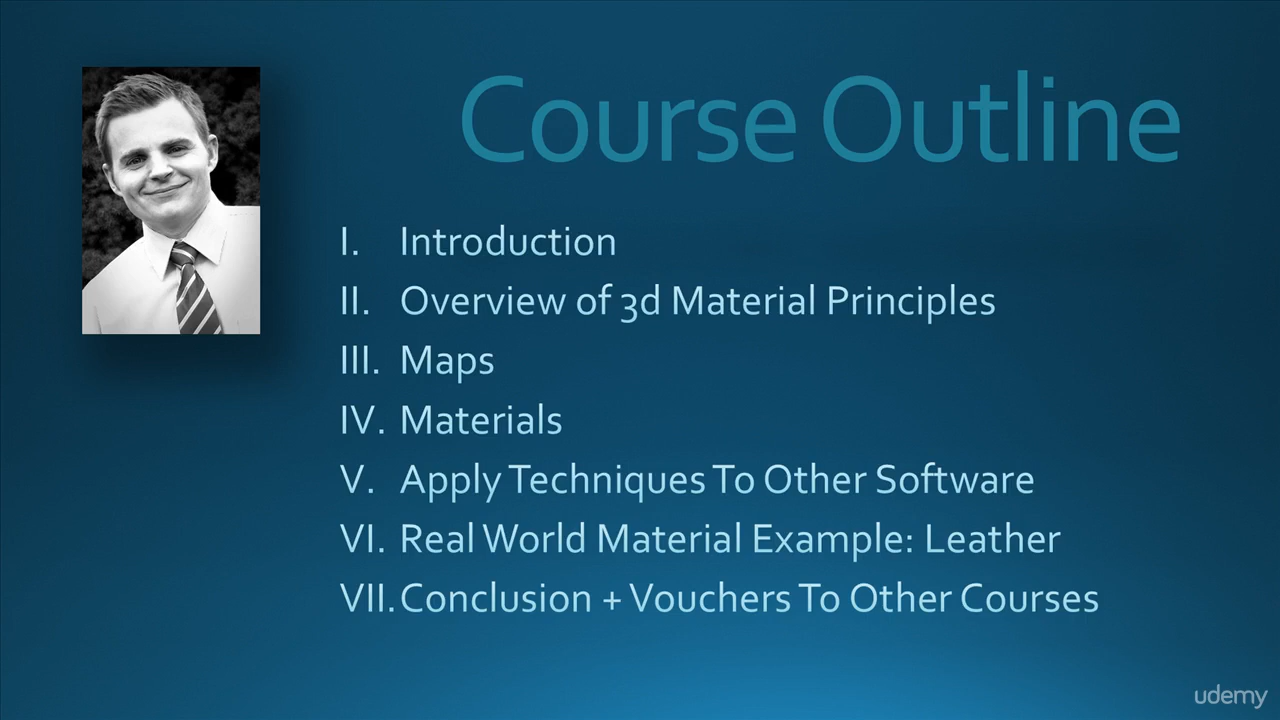 Course Outline
I. Introduction
II. Overview of 3d Material Principles
III. Maps
IV. Materials
V. Apply Techniques To Other Software
VI. Real World Material Example: Leather
VII. Conclusion + Vouchers To Other Courses
udemy